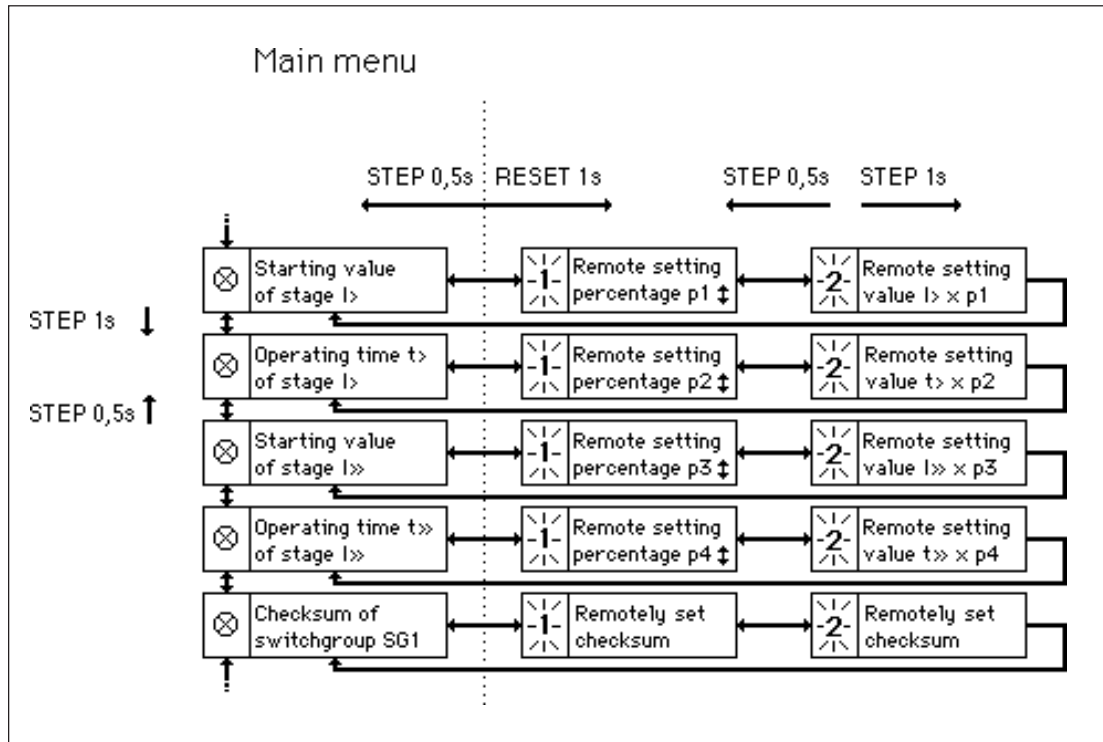 Main menu
STEP 0,5s RESET 1s STEP 0,5s STEP 1s
Starting value
of stage I>
-1-
Remote setting
percentage p1
-2-
Remote setting
value I> x p1
STEP 1s
Operating time t>
of stage I>
-1-
Remote setting
percentage p2
-2-
Remote setting
value t> x p2
STEP 0,5s
Starting value
of stage I»
-1-
Remote setting
percentage p3
-2-
Remote setting
value I» x p3
Operating time t»
of stage I»
-1-
Remote setting
percentage p4
-2-
Remote setting
value t» x p4
Checksum of
switchgroup SG1
-1-
Remotely set
checksum
-2-
Remotely set
checksum